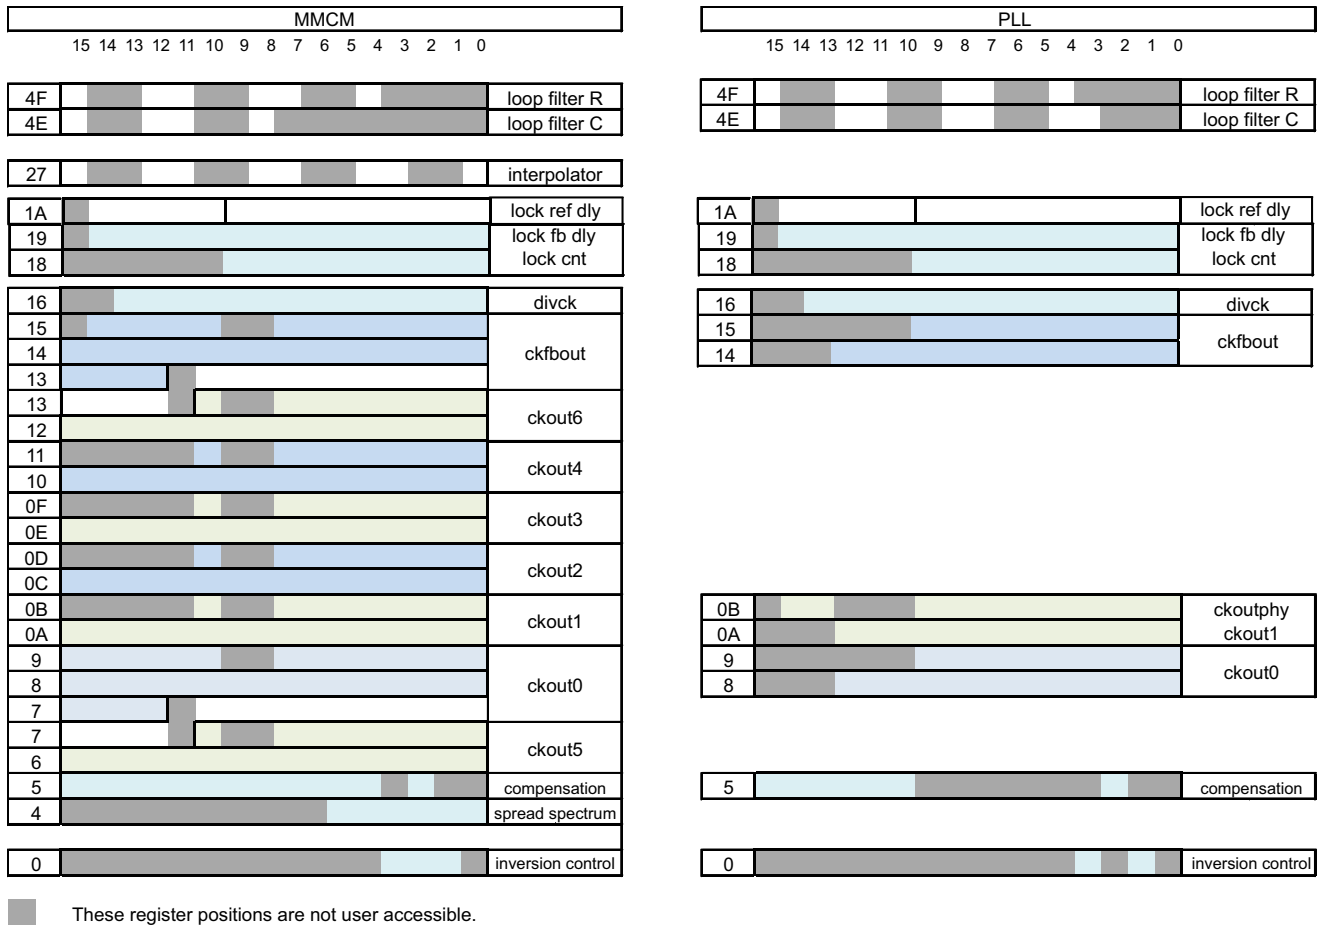 MMCM
15 14 13 12 11 10 9 8 7 6 5 4 3 2 1 0
4F loop filter R
4E loop filter C
27 interpolator
1A lock ref dly
19 lock fb dly
18 lock cnt
16 divck
15
14 ckfbout
13
13 ckout6
12
11 ckout4
10
0F ckout3
0E
0D ckout2
0C
0B ckout1
0A
9
8 ckout0
7
7 ckout5
6
5 compensation
4 spread spectrum
0 inversion control
PLL
15 14 13 12 11 10 9 8 7 6 5 4 3 2 1 0
4F loop filter R
4E loop filter C
1A lock ref dly
19 lock fb dly
18 lock cnt
16 divck
15 ckfbout
14
0B ckoutphy
0A ckout1
9 ckout0
8
5 compensation
0 inversion control
These register positions are not user accessible.